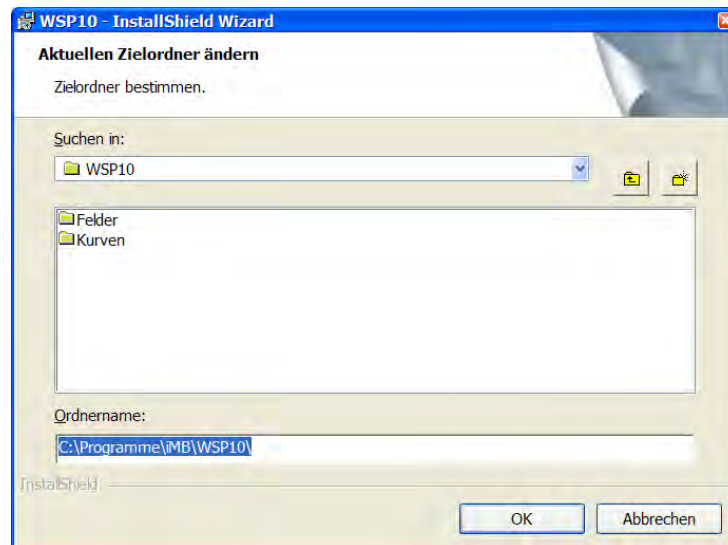 WSP10 - InstallShield Wizard
Aktuellen Zielordner ändern
Zielordner bestimmen.
Suchen in:
WSP10
Felder
Kurven
Ordnername:
C:\Programme\iMB\WSP10\
InstallShield
OK
Abbrechen